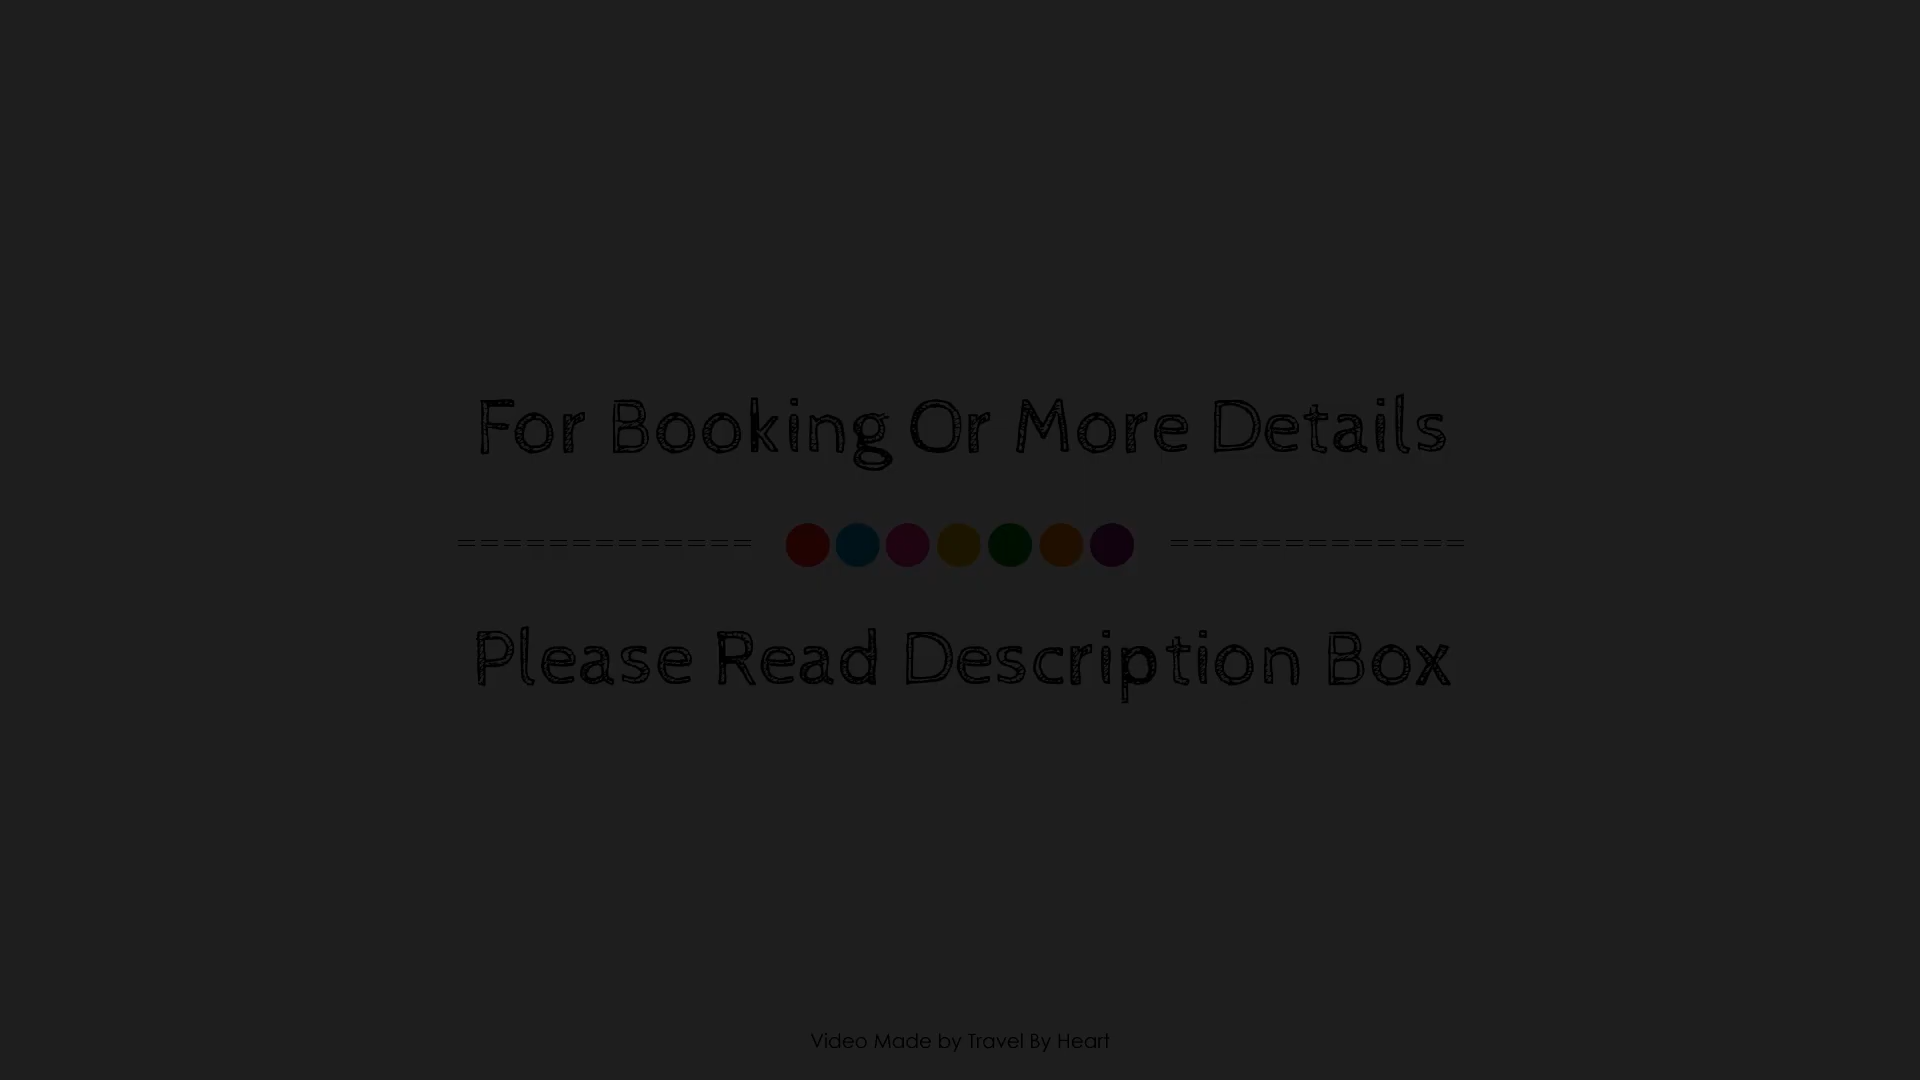 For Booking Or More Details
============= =============
Please Read Description Box
Video Made by Travel By Heart